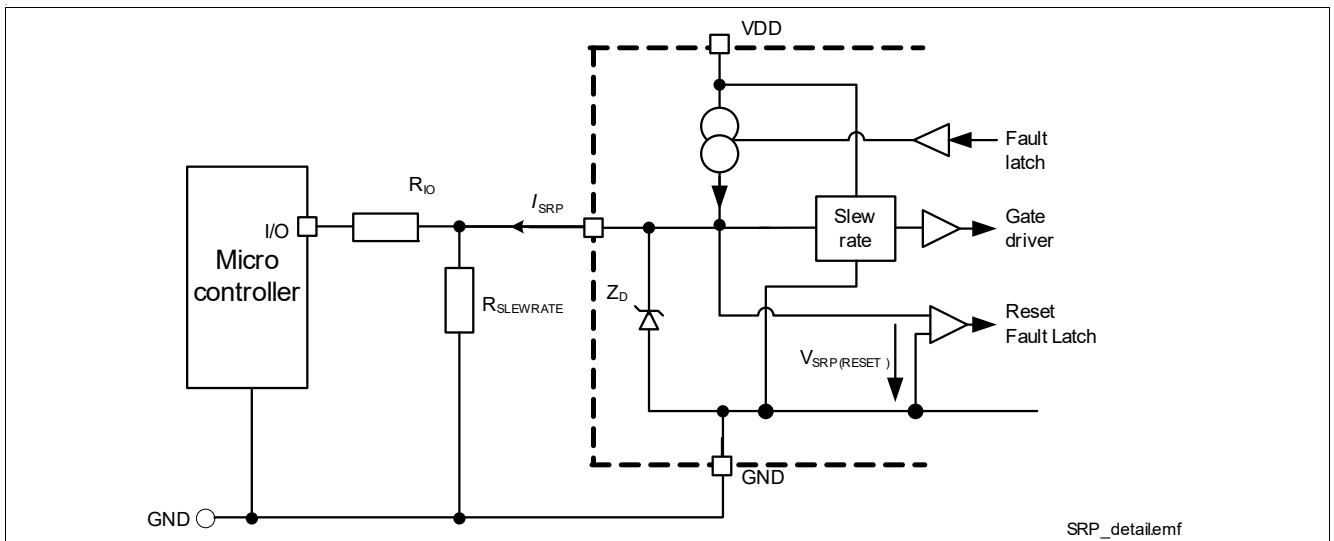 VDD
Fault
latch
R_IO
I_SRP
I/O
Micro
controller
Slew
rate
Gate
driver
Z_D
R_SLEWRATE
Reset
Fault Latch
V_SRP(RESET )
GND
GND
SRP_detail.emf